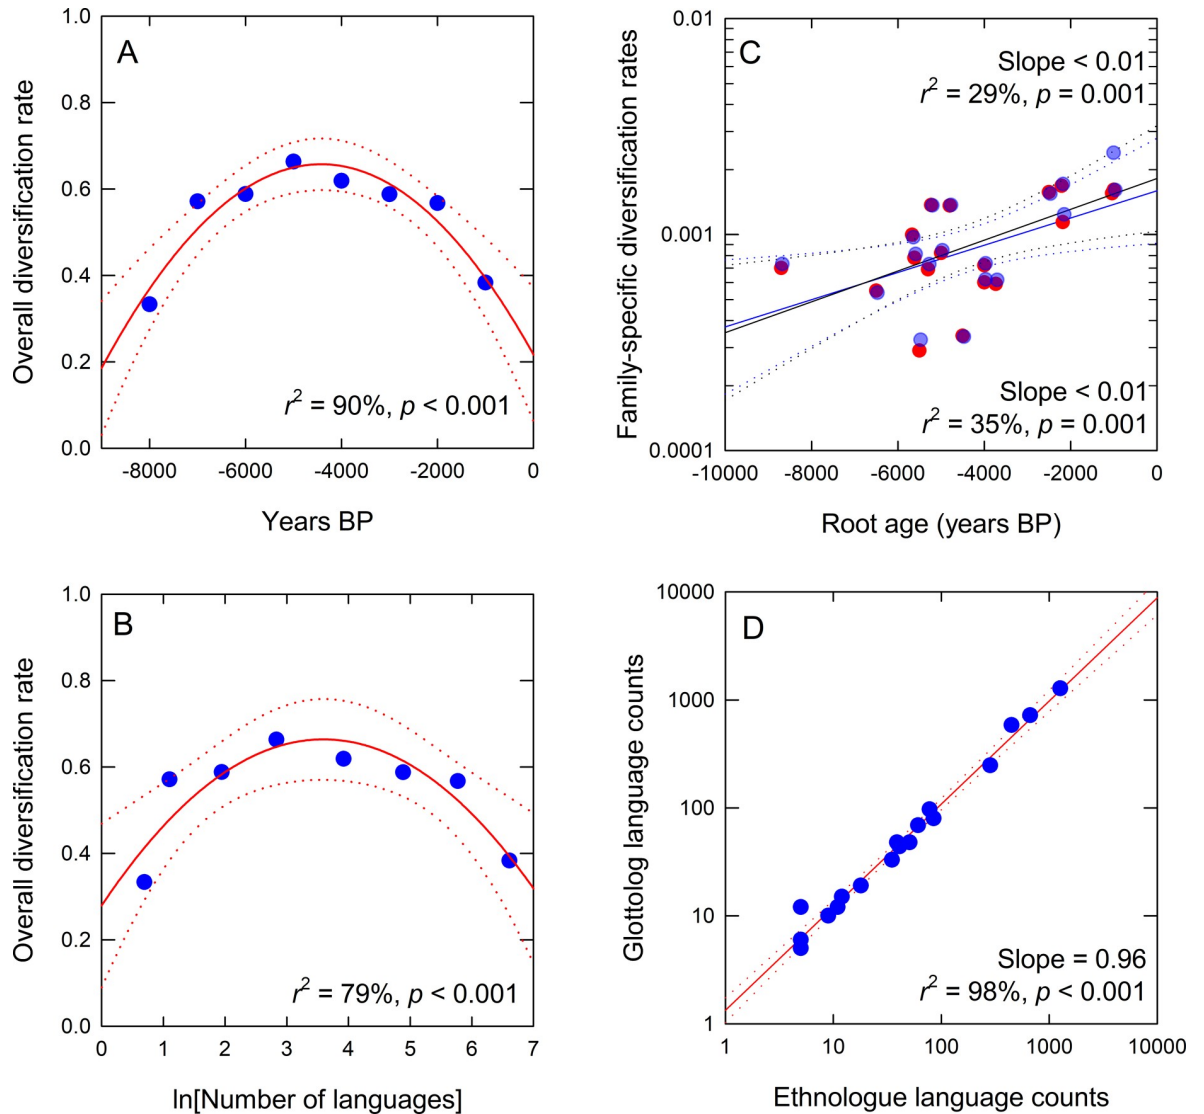 A
Overall diversification rate
1.0
0.8
0.6
0.4
0.2
0.0
r² = 90%, p < 0.001
-8000 -6000 -4000 -2000 0
Years BP
C
Family-specific diversification rates
0.01
0.001
0.0001
Slope < 0.01
r² = 29%, p = 0.001
Slope < 0.01
r² = 35%, p = 0.001
-10000 -8000 -6000 -4000 -2000 0
Root age (years BP)
B
Overall diversification rate
1.0
0.8
0.6
0.4
0.2
0.0
r² = 79%, p < 0.001
0 1 2 3 4 5 6 7
ln[Number of languages]
D
Glottolog language counts
10000
1000
100
10
1
Slope = 0.96
r² = 98%, p < 0.001
1 10 100 1000 10000
Ethnologue language counts